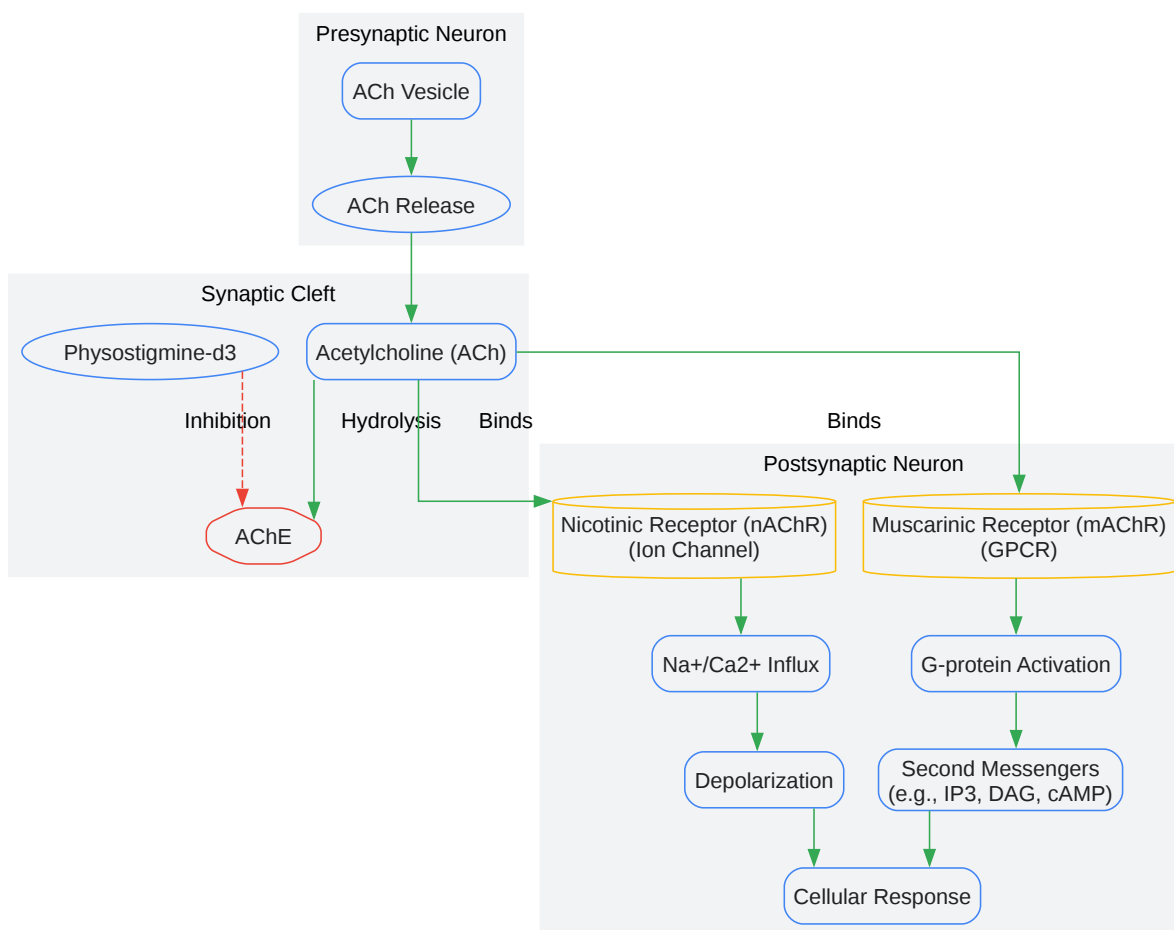 Presynaptic Neuron
ACh Vesicle
ACh Release
Synaptic Cleft
Physostigmine-d3
Acetylcholine (ACh)
Inhibition
Hydrolysis
Binds
Binds
AChE
Postsynaptic Neuron
Nicotinic Receptor (nAChR)
(Ion Channel)
Muscarinic Receptor (mAChR)
(GPCR)
Na+/Ca2+ Influx
G-protein Activation
Depolarization
Second Messengers
(e.g., IP3, DAG, cAMP)
Cellular Response